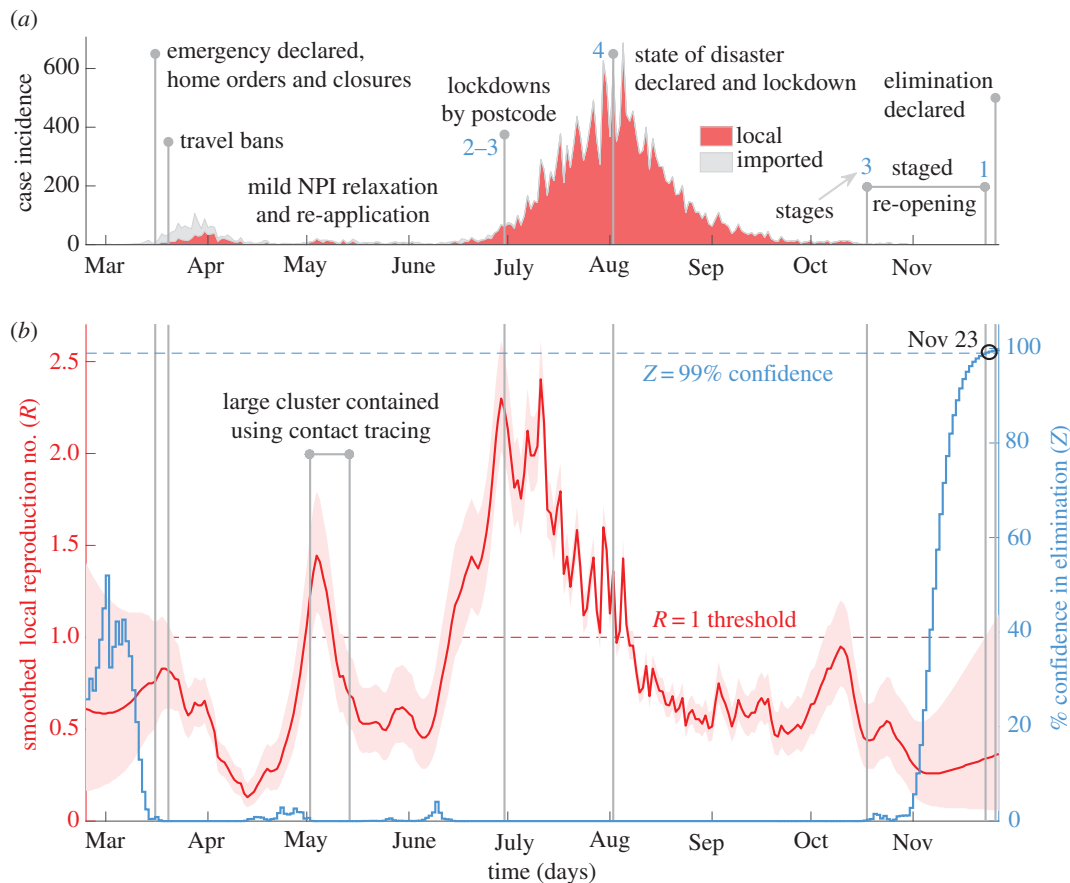 (a)
case incidence
600
400
200
0
emergency declared,
home orders and closures
travel bans
mild NPI relaxation
and re-application
lockdowns
by postcode
2–3
4
state of disaster
declared and lockdown
local
imported
elimination
declared
3
staged
1
stages
re-opening
Mar
Apr
May
June
July
Aug
Sep
Oct
Nov
(b)
smoothed local reproduction no. (R)
2.5
2.0
1.5
1.0
0.5
0
large cluster contained
using contact tracing
Z = 99% confidence
Nov 23
R = 1 threshold
100
80
60
40
20
0
% confidence in elimination (Z)
Mar
Apr
May
June
July
Aug
Sep
Oct
Nov
time (days)